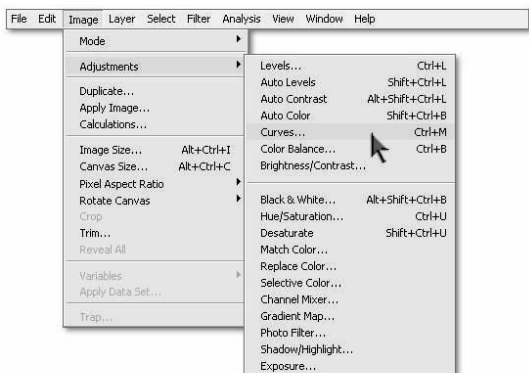 File Edit Image Layer Select Filter Analysis View Window Help
Mode
Adjustments
Duplicate...
Apply Image...
Calculations...
Image Size... Alt+Ctrl+I
Canvas Size... Alt+Ctrl+C
Pixel Aspect Ratio
Rotate Canvas
Crop
Trim...
Reveal All
Variables
Apply Data Set...
Trap...
Levels... Ctrl+L
Auto Levels Shift+Ctrl+L
Auto Contrast Alt+Shift+Ctrl+L
Auto Color Shift+Ctrl+B
Curves... Ctrl+M
Color Balance... Ctrl+B
Brightness/Contrast...
Black & White... Alt+Shift+Ctrl+B
Hue/Saturation... Ctrl+U
Desaturate Shift+Ctrl+U
Match Color...
Replace Color...
Selective Color...
Channel Mixer...
Gradient Map...
Photo Filter...
Shadow/Highlight...
Exposure...